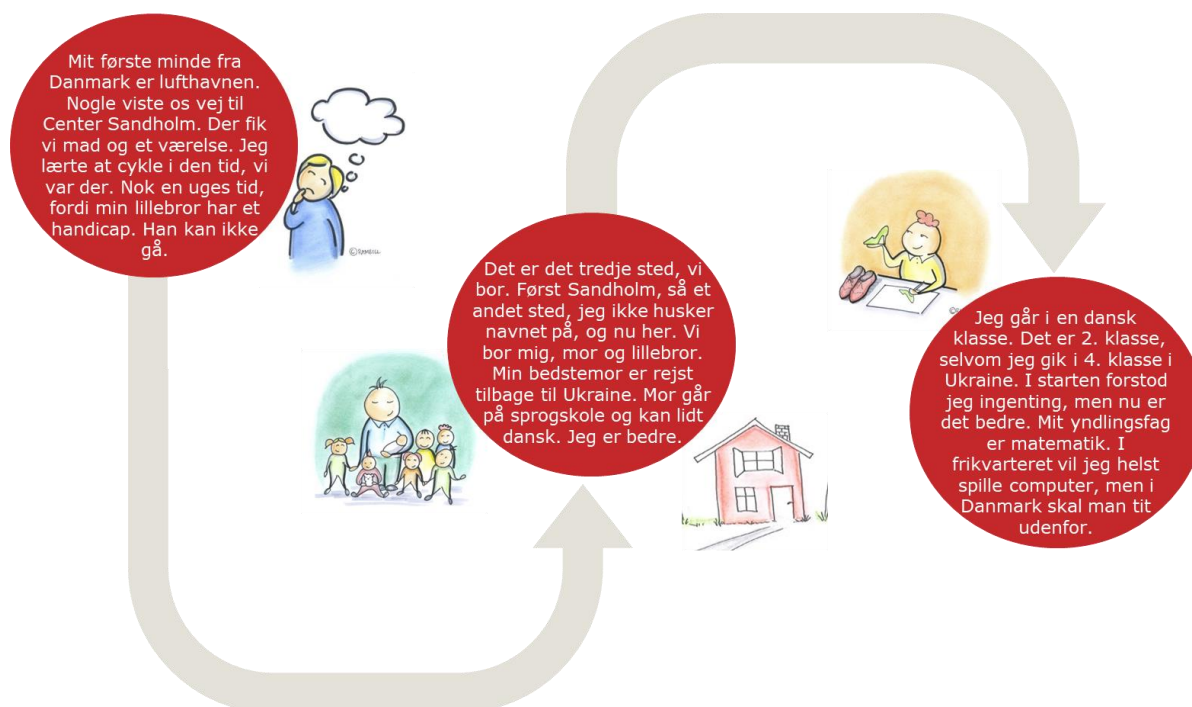 Mit første minde fra
Danmark er lufthavnen.
Nogle viste os vej til
Center Sandholm. Der fik
vi mad og et værelse. Jeg
lærte at cykle i den tid, vi
var der. Nok en uges tid,
fordi min lillebror har et
handicap. Han kan ikke
gå.
©RAMBØLL
Det er det tredje sted, vi
bor. Først Sandholm, så et
andet sted, jeg ikke husker
navnet på, og nu her. Vi
bor mig, mor og lillebror.
Min bedstemor er rejst
tilbage til Ukraine. Mor går
på sprogskole og kan lidt
dansk. Jeg er bedre.
Jeg går i en dansk
klasse. Det er 2. klasse,
selvom jeg gik i 4. klasse i
Ukraine. I starten forstod
jeg ingenting, men nu er
det bedre. Mit yndlingsfag
er matematik. I
frikvarteret vil jeg helst
spille computer, men i
Danmark skal man tit
udenfor.